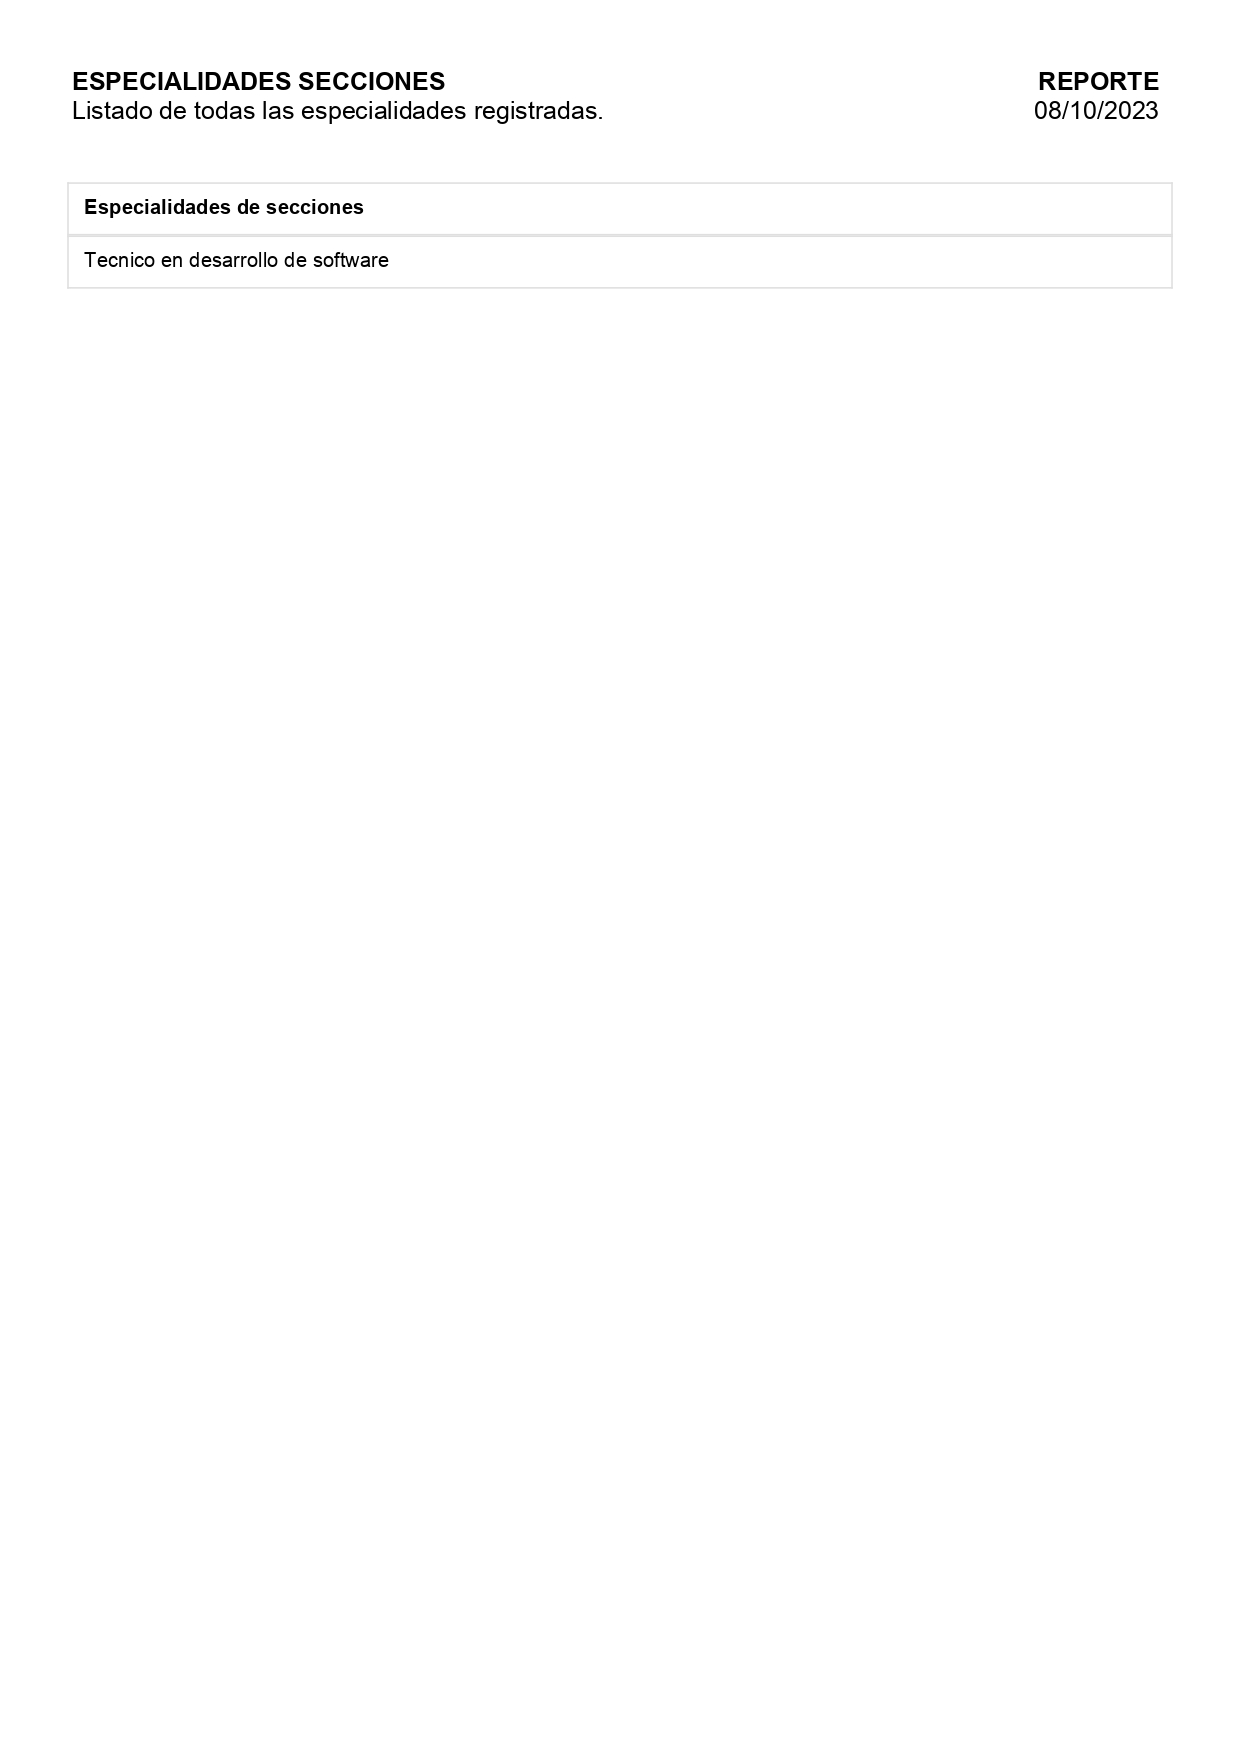 ESPECIALIDADES SECCIONES
Listado de todas las especialidades registradas.
REPORTE
08/10/2023
Especialidades de secciones
Tecnico en desarrollo de software